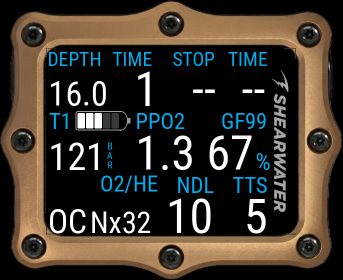 DEPTH TIME STOP TIME
16.0 1 -- --
T1 PPO2 GF99
121 BAR 1.3 67%
O2/HE NDL TTS
OC Nx32 10 5
SHEARWATER